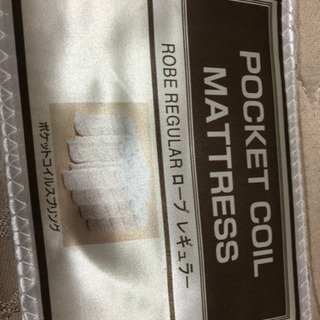 POCKET COIL
MATTRESS
ROBE REGULAR ローブ レギュラー
ポケットコイルスプリング